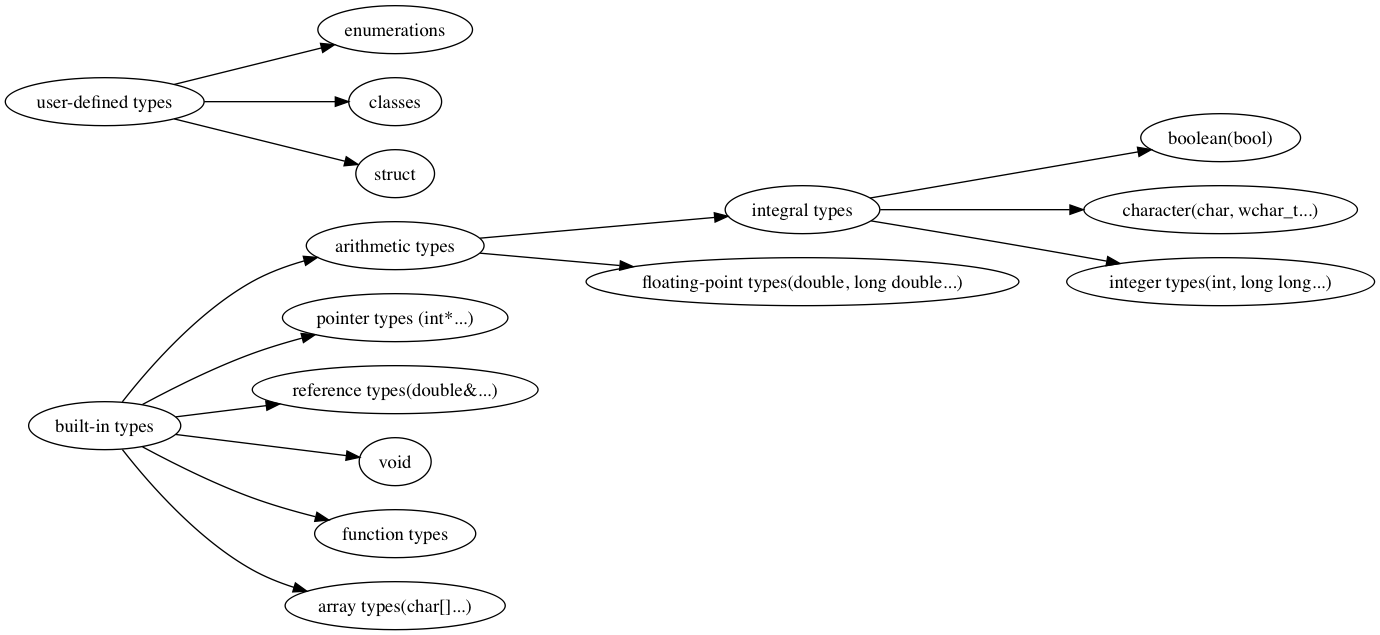 enumerations
user-defined types
classes
struct
boolean(bool)
integral types
character(char, wchar_t...)
arithmetic types
floating-point types(double, long double...)
integer types(int, long long...)
pointer types (int*...)
reference types(double&...)
built-in types
void
function types
array types(char[]...)